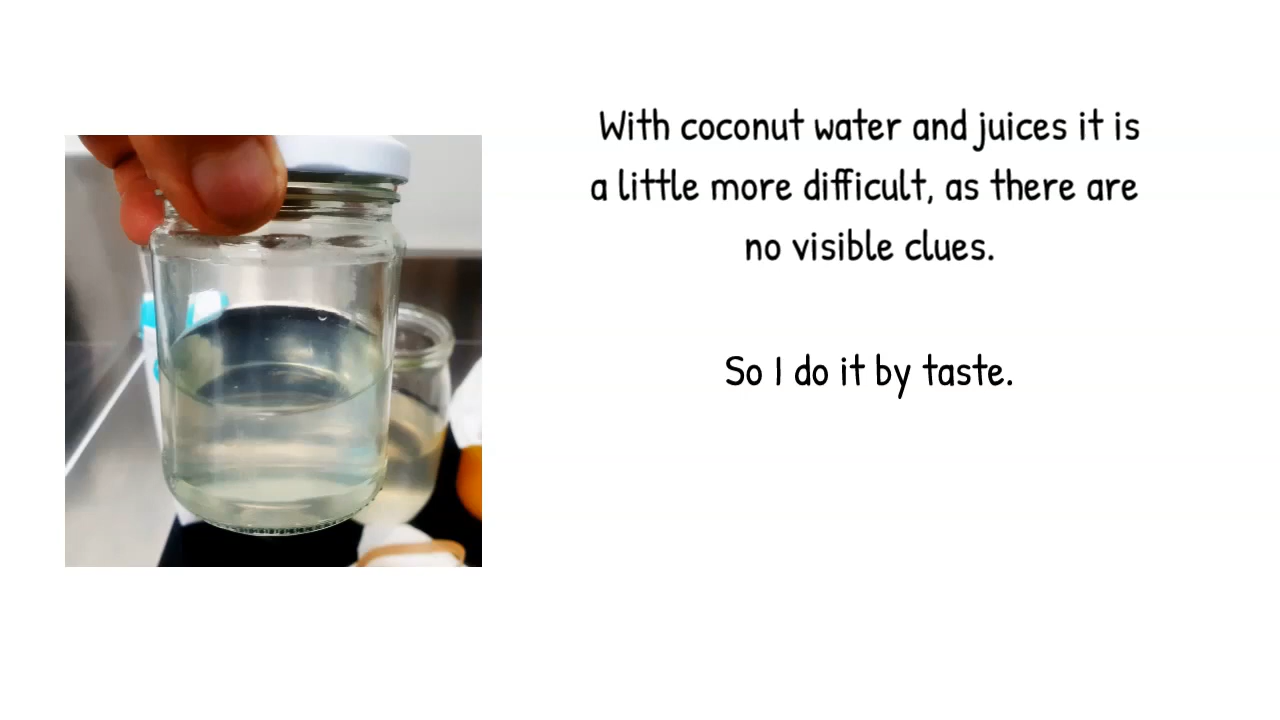 With coconut water and juices it is
a little more difficult, as there are
no visible clues.
So I do it by taste.